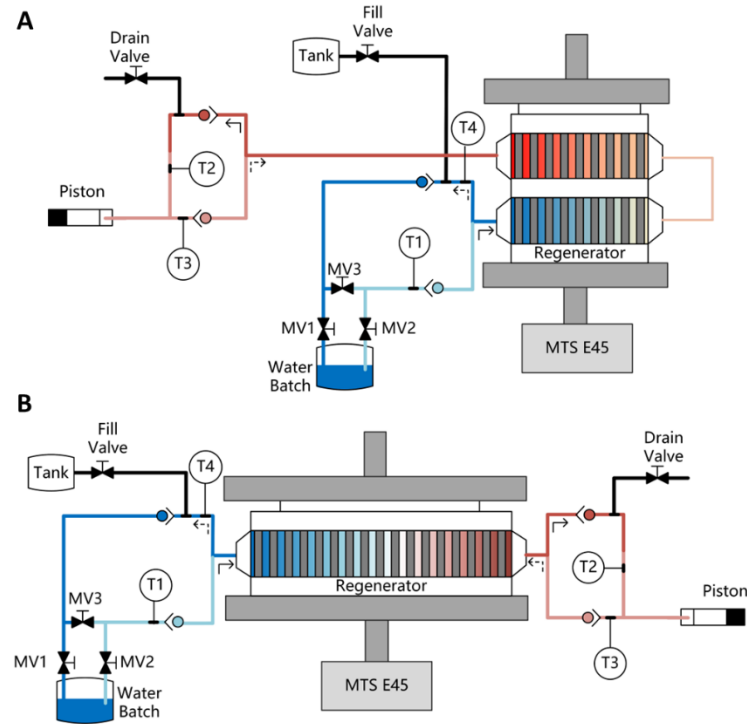 A
Drain
Valve
Tank
Fill
Valve
T4
T2
Piston
T3
T1
MV3
MV1
MV2
Water
Batch
Regenerator
MTS E45
B
Fill
Valve
Tank
T4
Drain
Valve
T1
T2
MV3
Regenerator
Piston
MV1
MV2
T3
Water
Batch
MTS E45